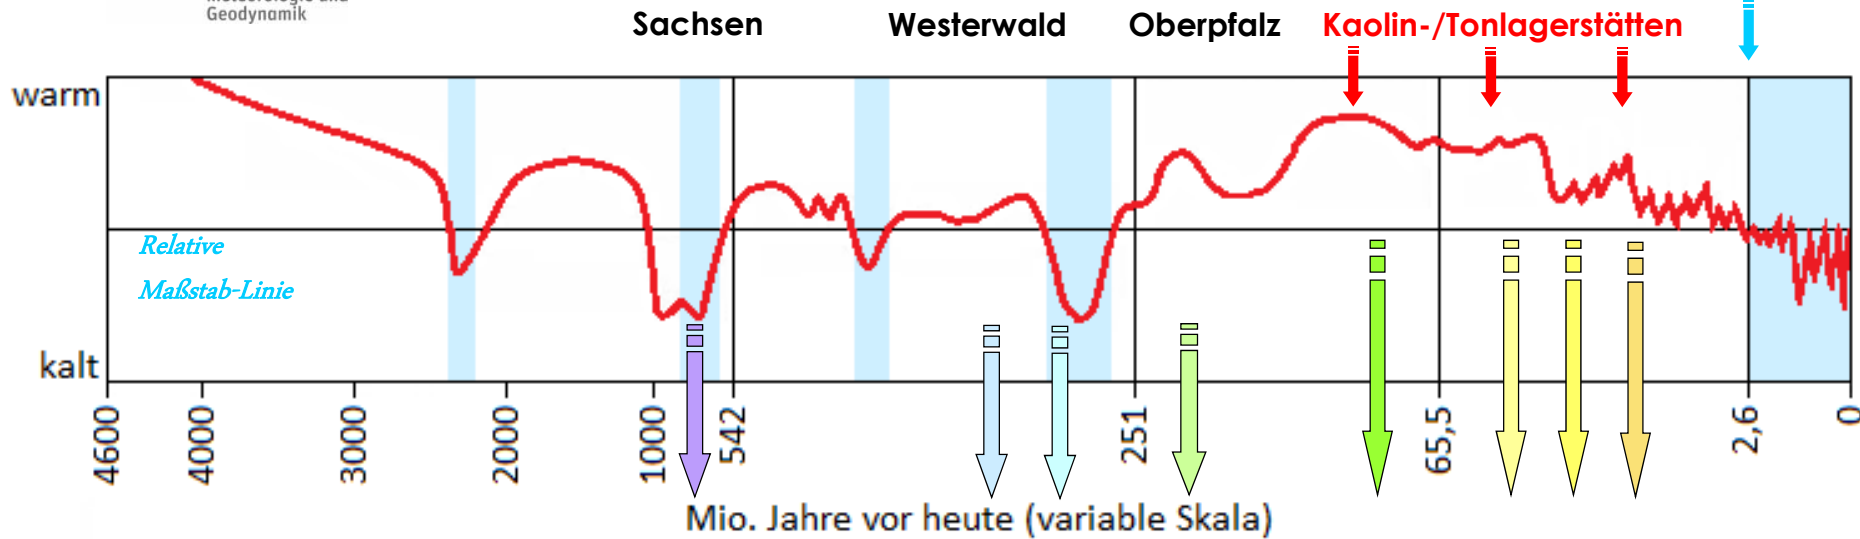 Geodynamik
Sachsen Westerwald Oberpfalz Kaolin-/Tonlagerstätten
warm
Relative
Maßstab-Linie
kalt
4600 4000 3000 2000 1000 542 251 65,5 2,6 0
Mio. Jahre vor heute (variable Skala)